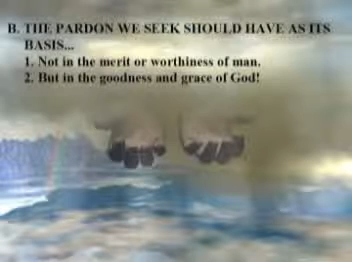 B. THE PARDON WE SEEK SHOULD HAVE AS ITS
BASIS...
1. Not in the merit or worthiness of man.
2. But in the goodness and grace of God!